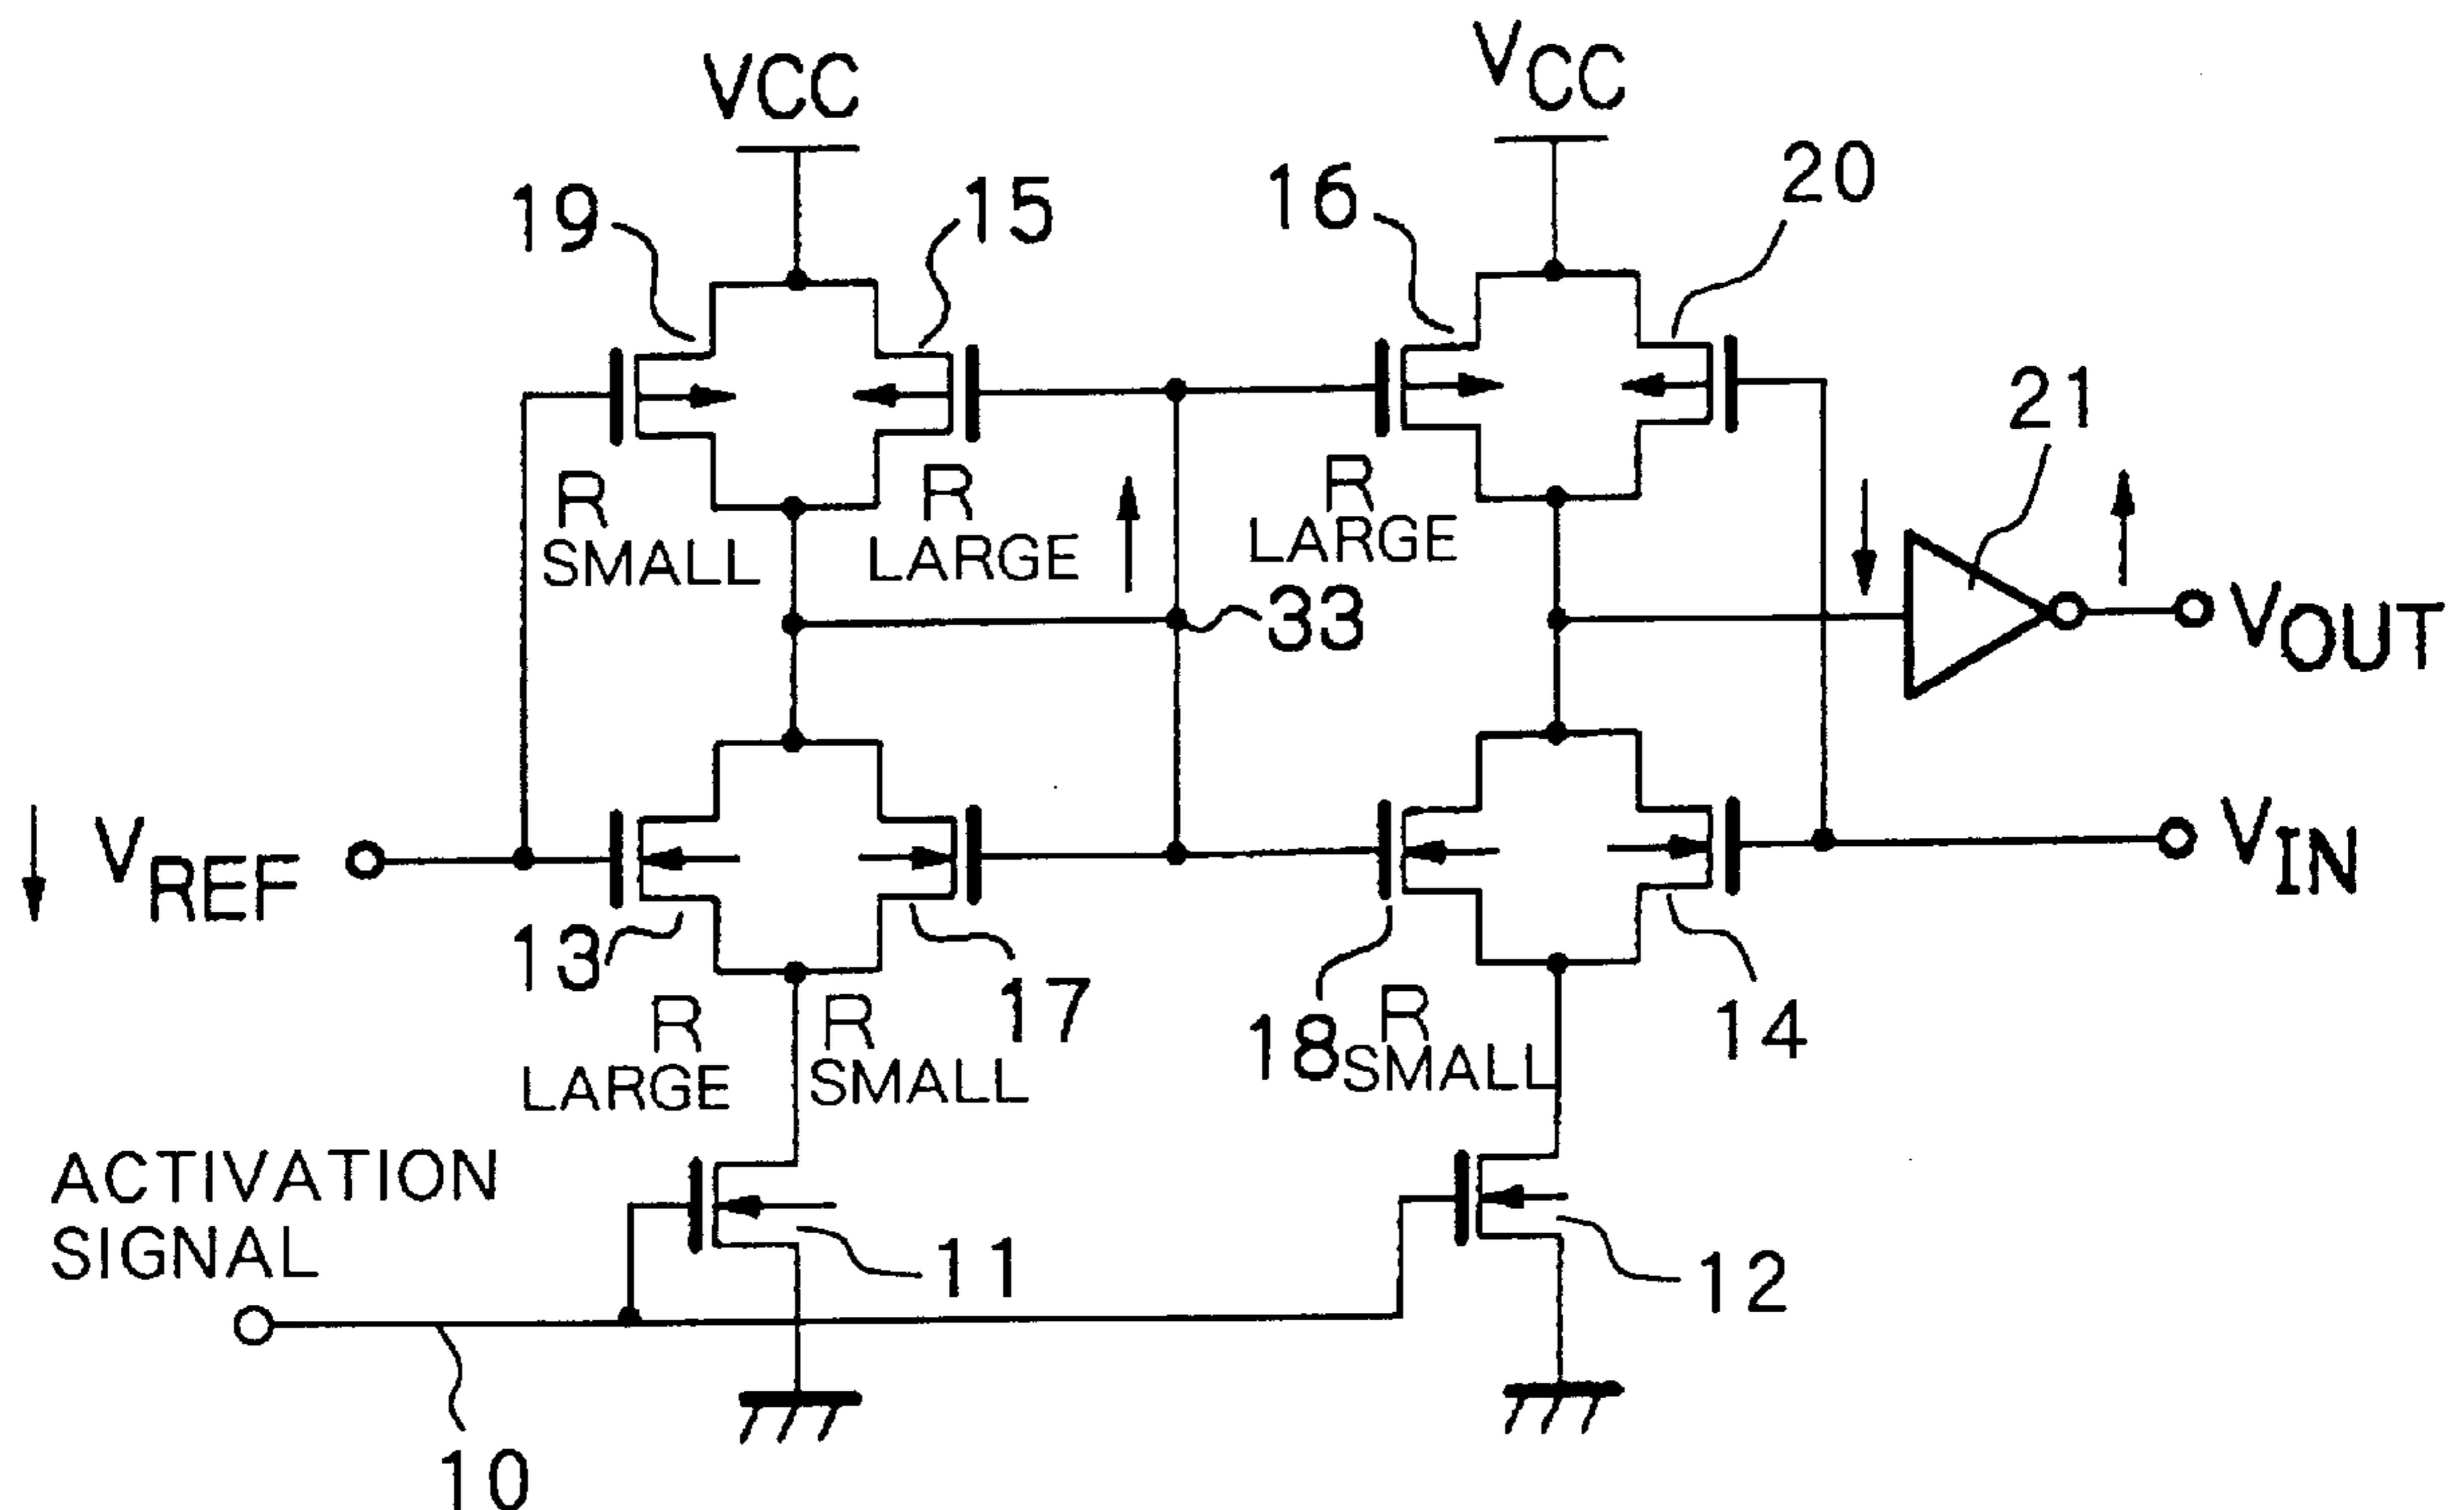 VCC
VCC
19
15
16
20
21
R
SMALL
R
LARGE
R
LARGE
33
VOUT
VREF
VIN
13
17
18
14
R
LARGE
R
SMALL
R
SMALL
ACTIVATION
SIGNAL
11
12
10